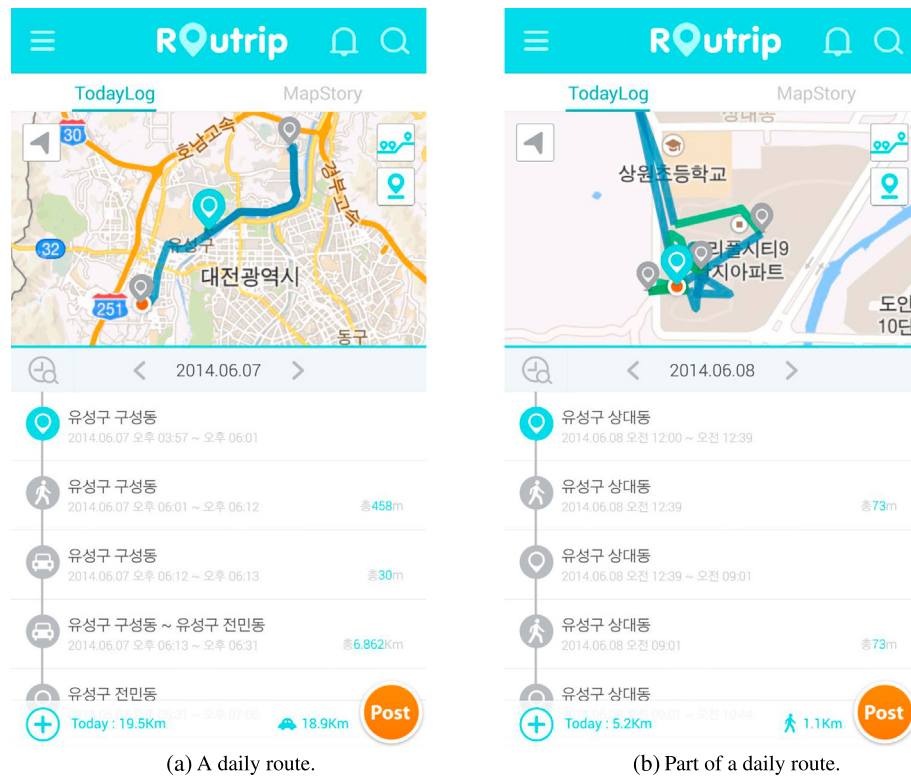 Routrip
TodayLog MapStory
30
호남고속
경부고속
32
유성구
대전광역시
251
동구
2014.06.07
유성구 구성동
2014.06.07 오후 03:57 ~ 오후 06:01
유성구 구성동
2014.06.07 오후 06:01 ~ 오후 06:12
총458m
유성구 구성동
2014.06.07 오후 06:12 ~ 오후 06:13
총30m
유성구 구성동 ~ 유성구 전민동
2014.06.07 오후 06:13 ~ 오후 06:31
총6.862Km
유성구 전민동
Today : 19.5Km
18.9Km
Post
(a) A daily route.
Routrip
TodayLog MapStory
상대동
상원초등학교
리플시티9
지아파트
도안
10단
2014.06.08
유성구 상대동
2014.06.08 오전 12:00 ~ 오전 12:39
유성구 상대동
2014.06.08 오전 12:39
총73m
유성구 상대동
2014.06.08 오전 12:39 ~ 오전 09:01
유성구 상대동
2014.06.08 오전 09:01
총73m
유성구 상대동
Today : 5.2Km
1.1Km
Post
(b) Part of a daily route.